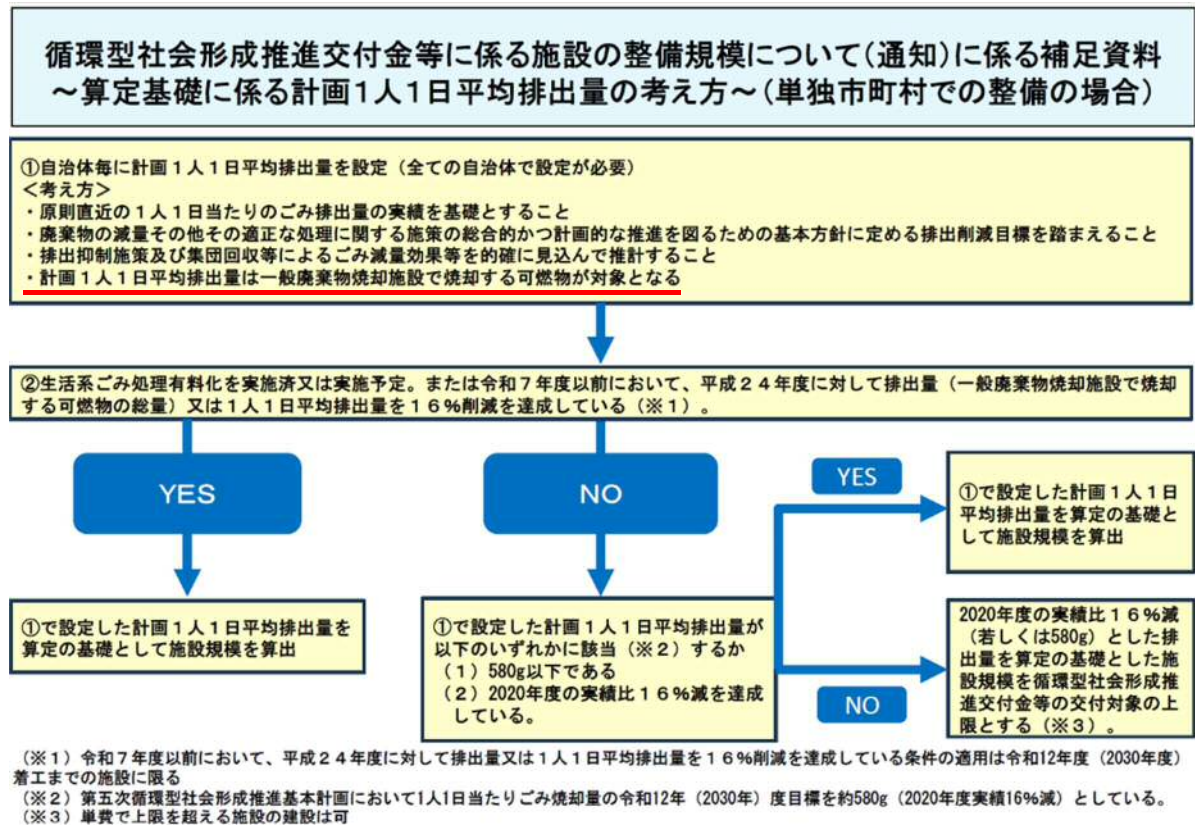 循環型社会形成推進交付金等に係る施設の整備規模について(通知)に係る補足資料
～算定基礎に係る計画1人1日平均排出量の考え方～(単独市町村での整備の場合)
①自治体毎に計画１人１日平均排出量を設定（全ての自治体で設定が必要）
＜考え方＞
・原則直近の１人１日当たりのごみ排出量の実績を基礎とすること
・廃棄物の減量その他その適正な処理に関する施策の総合的かつ計画的な推進を図るための基本方針に定める排出削減目標を踏まえること
・排出抑制施策及び集団回収等によるごみ減量効果等を的確に見込んで推計すること
・計画１人１日平均排出量は一般廃棄物焼却施設で焼却する可燃物が対象となる
②生活系ごみ処理有料化を実施済又は実施予定。または令和７年度以前において、平成２４年度に対して排出量（一般廃棄物焼却施設で焼却
する可燃物の総量）又は１人１日平均排出量を１６％削減を達成している（※１）。
YES
①で設定した計画１人１日平均排出量を
算定の基礎として施設規模を算出
NO
①で設定した計画１人１日平均排出量が
以下のいずれかに該当（※２）するか
（１）580g以下である
（２）2020年度の実績比１６％減を達成
している。
YES
①で設定した計画１人１日
平均排出量を算定の基礎と
して施設規模を算出
NO
2020年度の実績比１６％減
（若しくは580g）とした排
出量を算定の基礎とした施
設規模を循環型社会形成推
進交付金等の交付対象の上
限とする（※３）。
（※１）令和７年度以前において、平成２４年度に対して排出量又は１人１日平均排出量を１６％削減を達成している条件の適用は令和12年度（2030年度）
着工までの施設に限る
（※２）第五次循環型社会形成推進基本計画において1人1日当たりごみ焼却量の令和12年（2030年）度目標を約580g（2020年度実績16%減）としている。
（※３）単費で上限を超える施設の建設は可